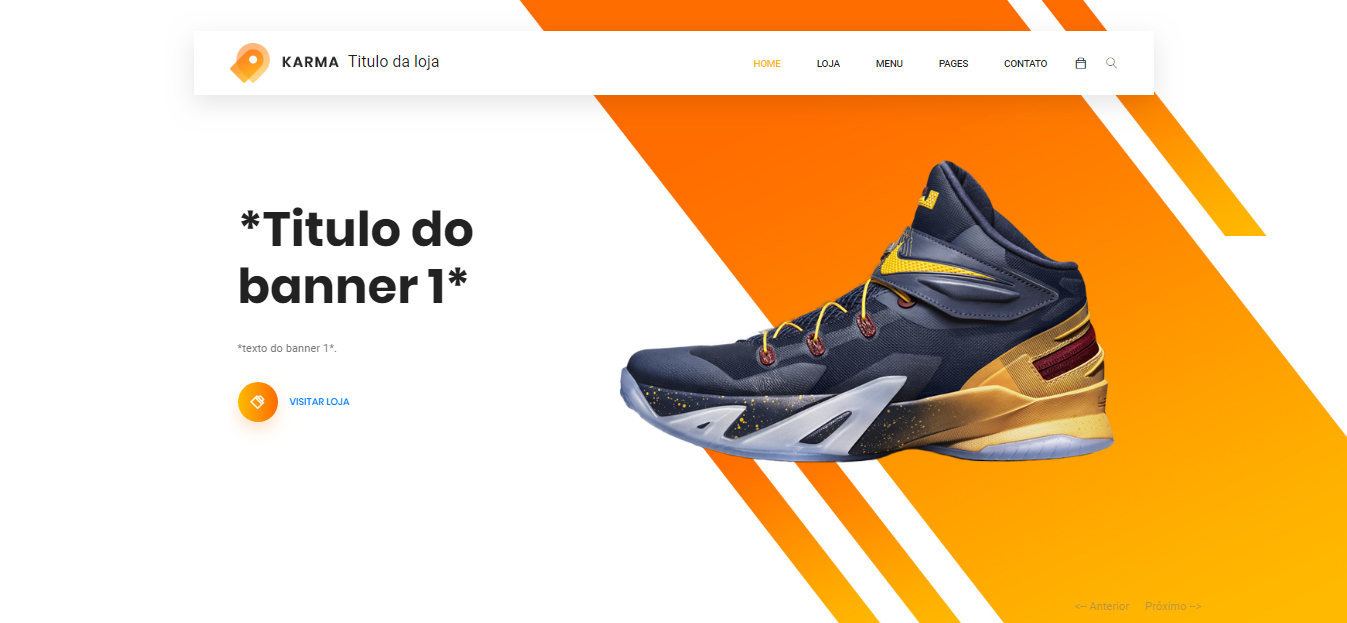 KARMA Titulo da loja
HOME LOJA MENU PAGES CONTATO
*Titulo do
banner 1*
*texto do banner 1*.
VISITAR LOJA
<-- Anterior Próximo -->